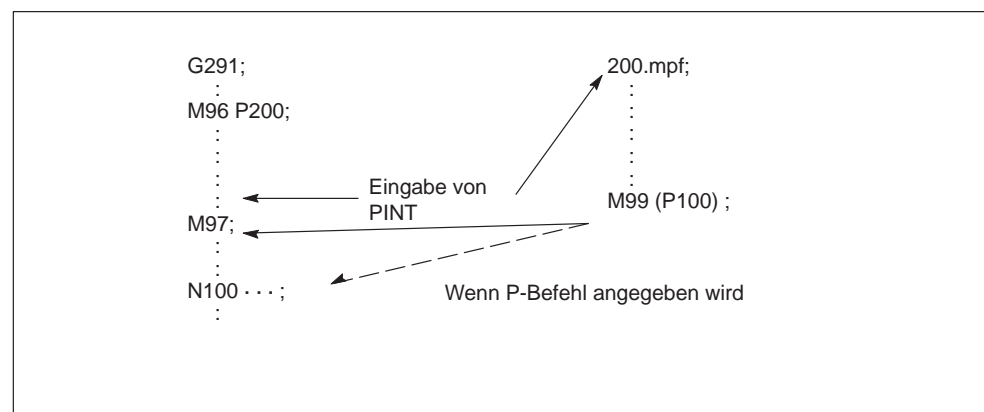 G291;
200.mpf;
M96 P200;
Eingabe von
PINT
M99 (P100) ;
M97;
N100 · · · ;
Wenn P-Befehl angegeben wird